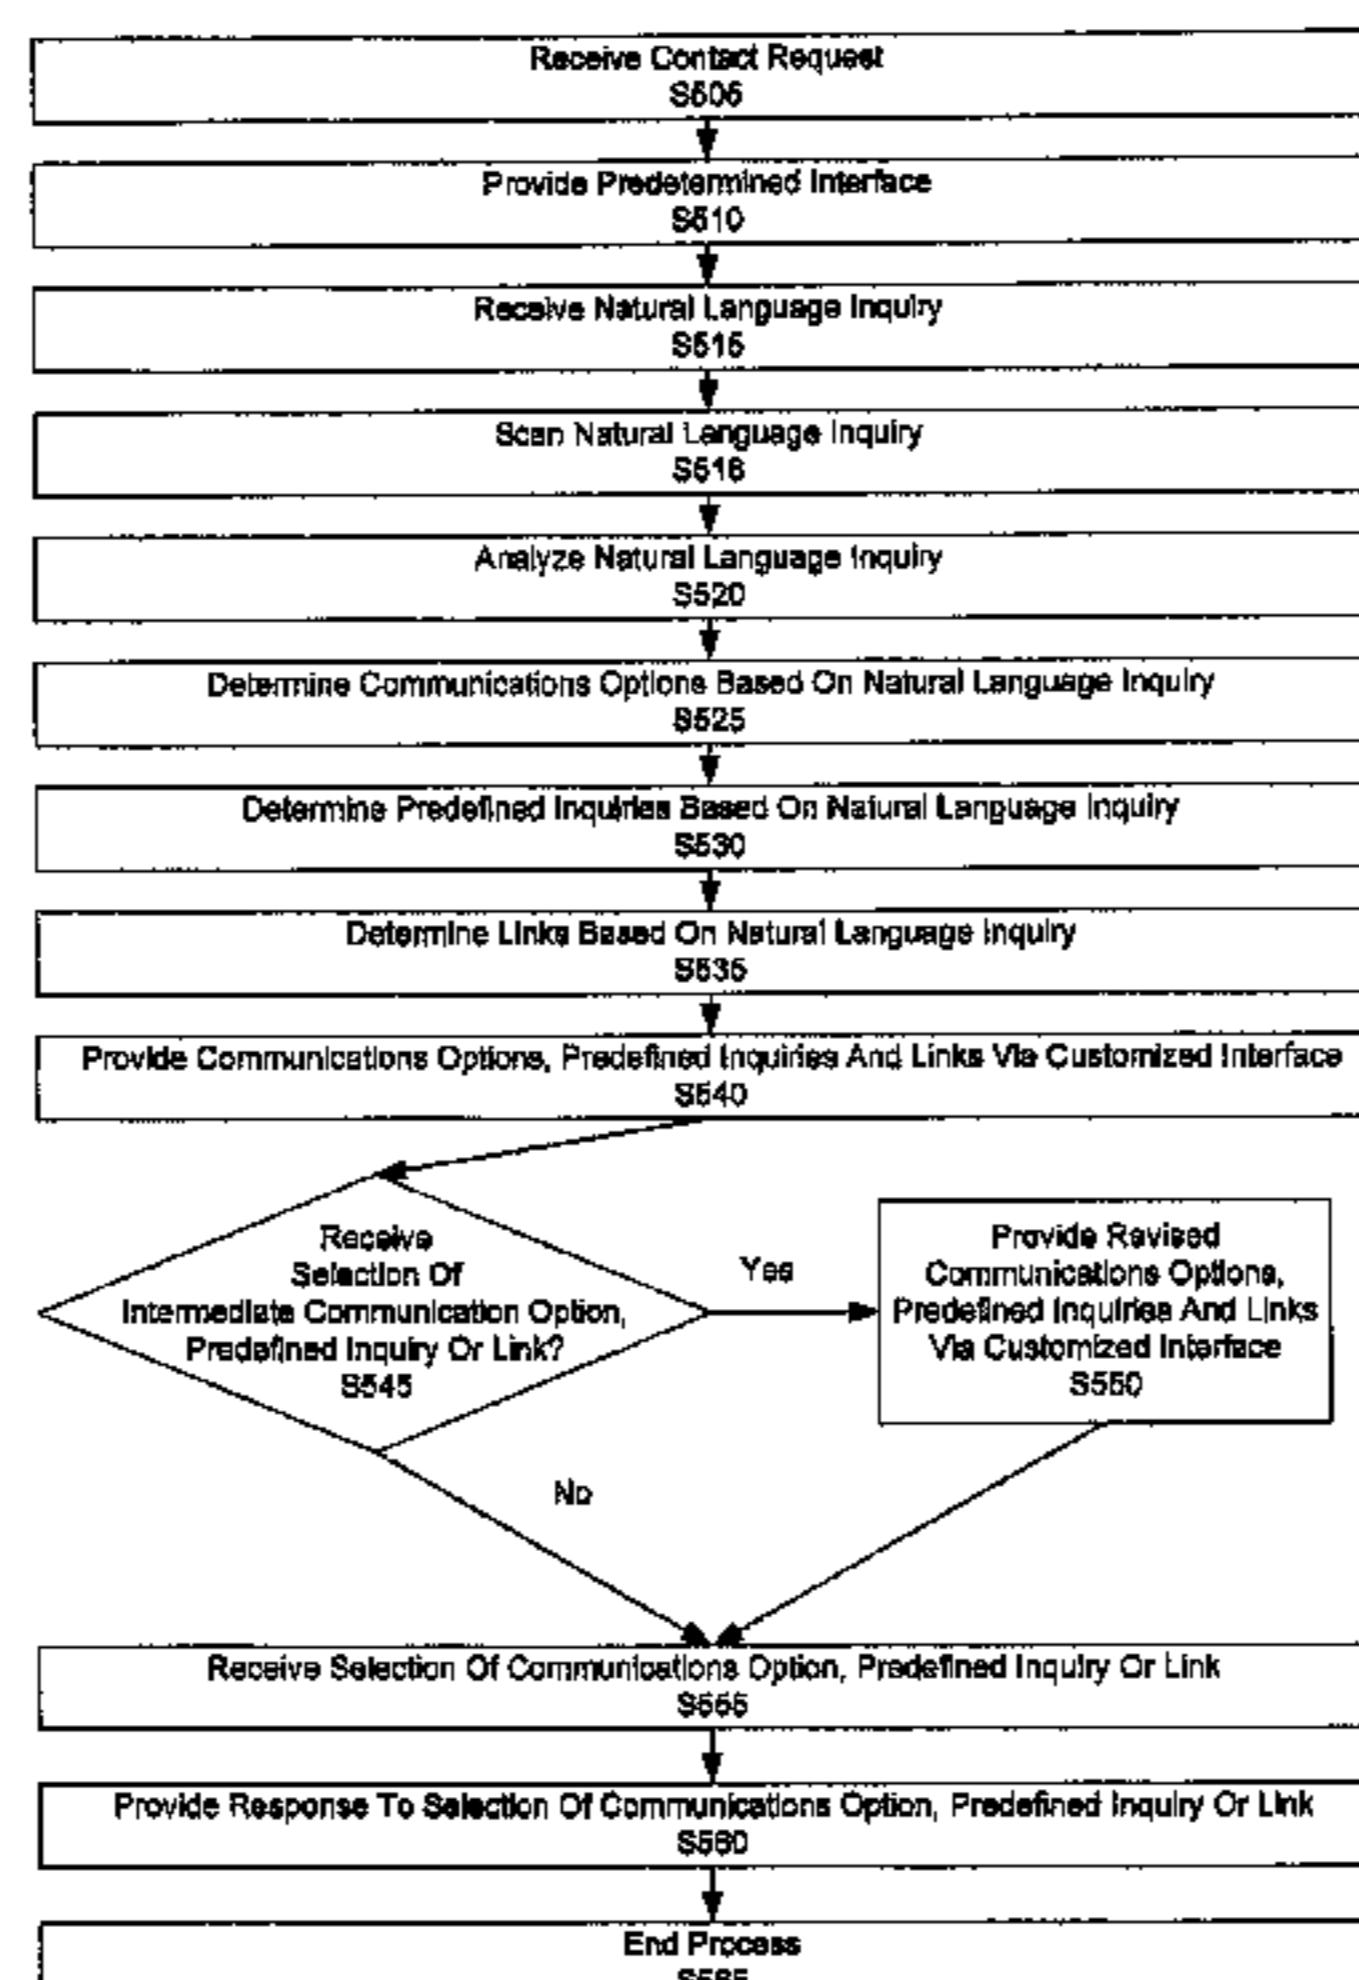 Receive Contact Request
S505
Provide Predetermined Interface
S510
Receive Natural Language Inquiry
S515
Scan Natural Language Inquiry
S516
Analyze Natural Language Inquiry
S520
Determine Communications Options Based On Natural Language Inquiry
S525
Determine Predefined Inquiries Based On Natural Language Inquiry
S530
Determine Links Based On Natural Language Inquiry
S535
Provide Communications Options, Predefined Inquiries And Links Via Customized Interface
S540
Receive
Selection Of
Intermediate Communication Option,
Predefined Inquiry Or Link?
S545
Yes
Provide Revised
Communications Options,
Predefined Inquiries And Links
Via Customized Interface
S550
No
Receive Selection Of Communications Option, Predefined Inquiry Or Link
S555
Provide Response To Selection Of Communications Option, Predefined Inquiry Or Link
S560
End Process